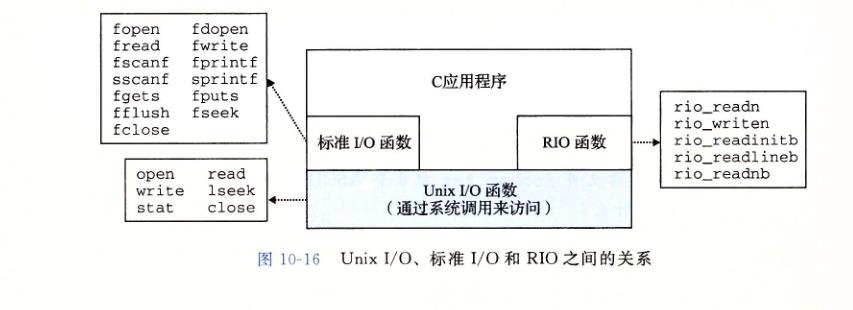 fopen fdopen
fread fwrite
fscanf fprintf
sscanf sprintf
fgets fputs
fflush fseek
fclose
C应用程序
标准 I/O 函数
RIO 函数
rio_readn
rio_writen
rio_readinitb
rio_readlineb
rio_readnb
open read
write lseek
stat close
Unix I/O 函数
（通过系统调用来访问）
图 10-16 Unix I/O、标准 I/O 和 RIO 之间的关系